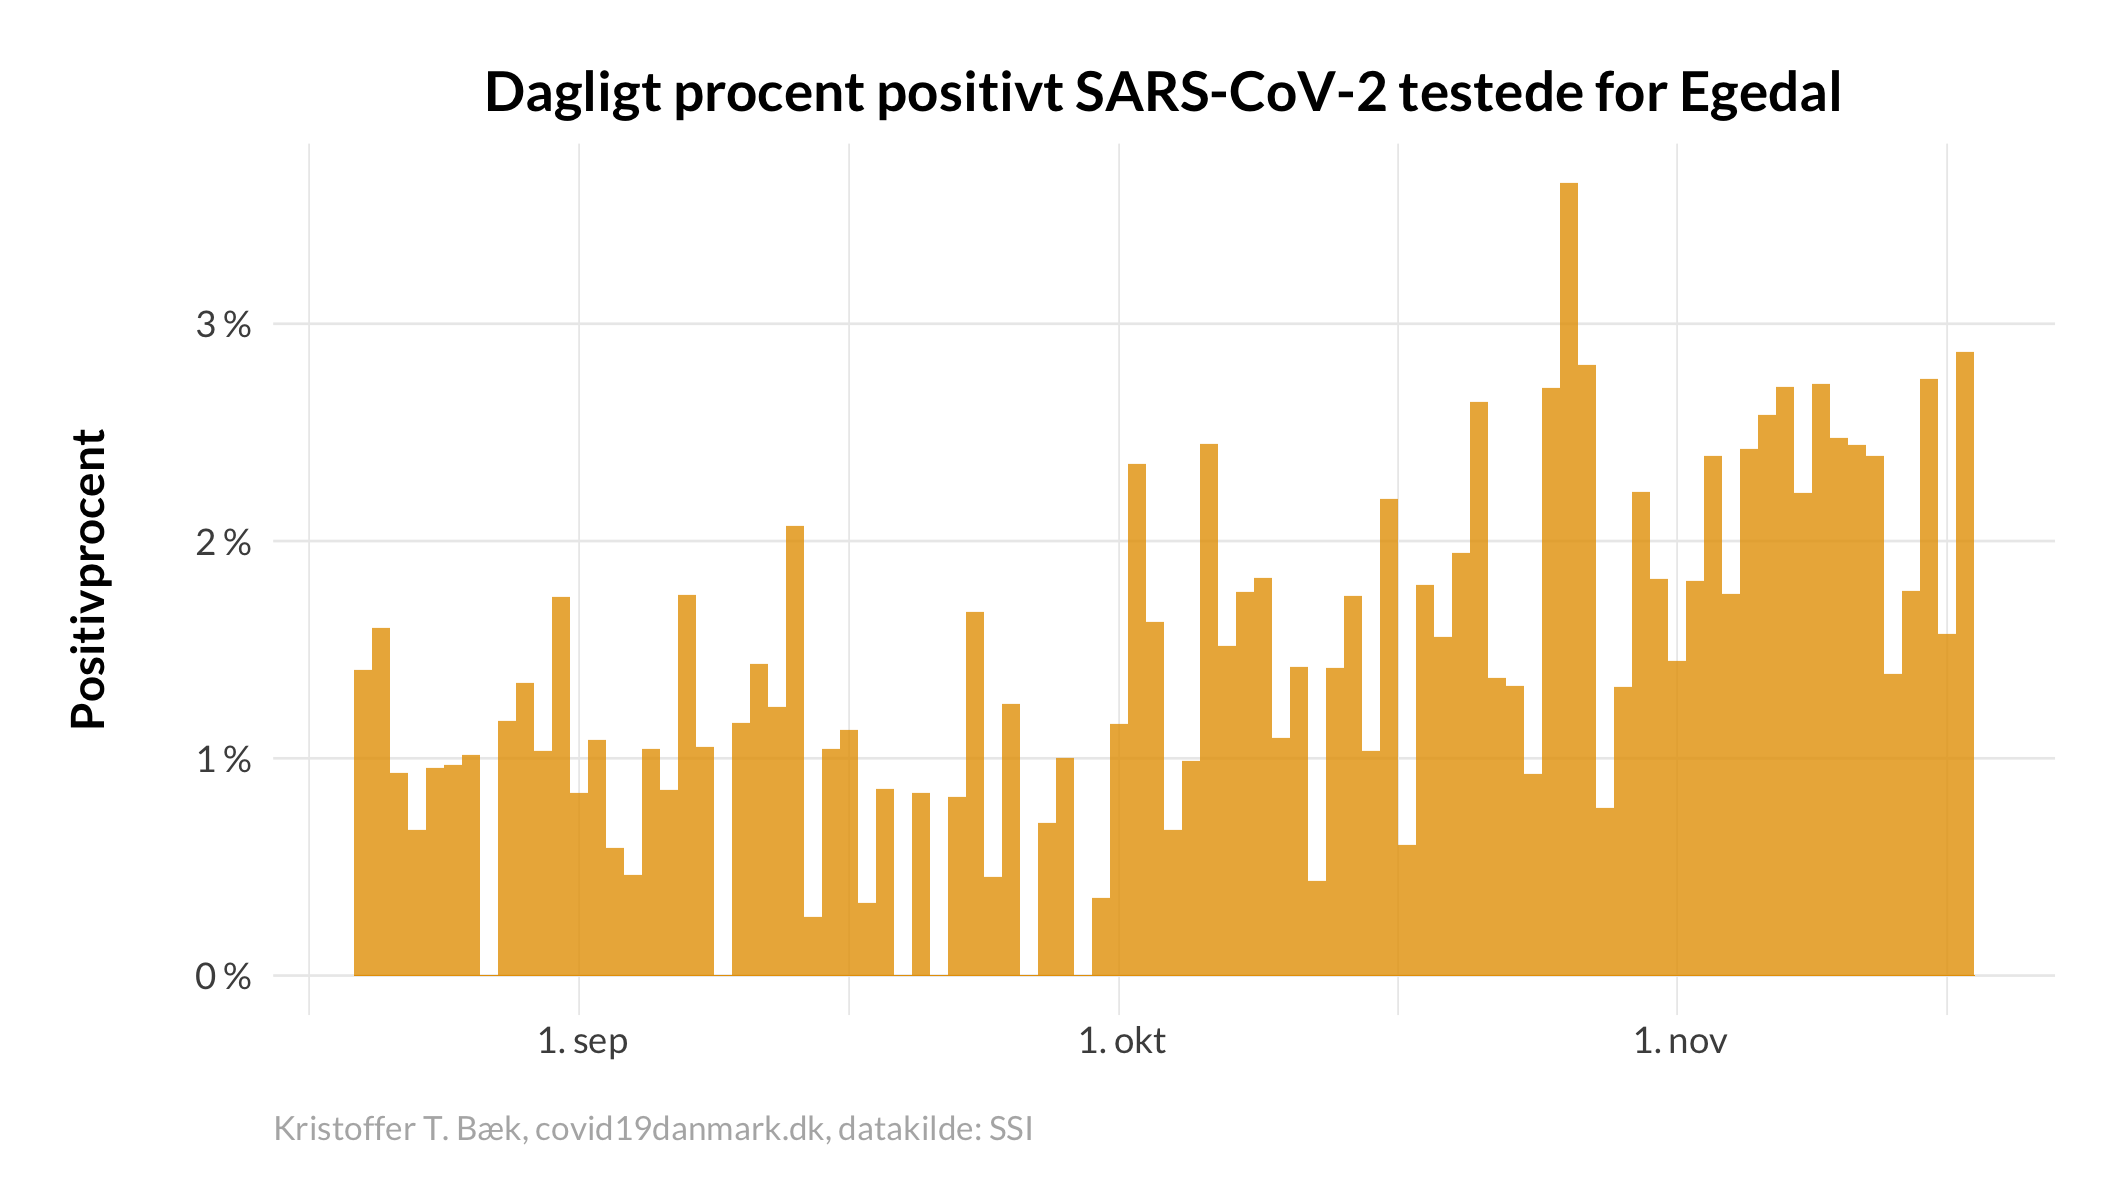 Dagligt procent positivt SARS-CoV-2 testede for Egedal
Positivprocent
3 %
2 %
1 %
0 %
1. sep
1. okt
1. nov
Kristoffer T. Bæk, covid19danmark.dk, datakilde: SSI